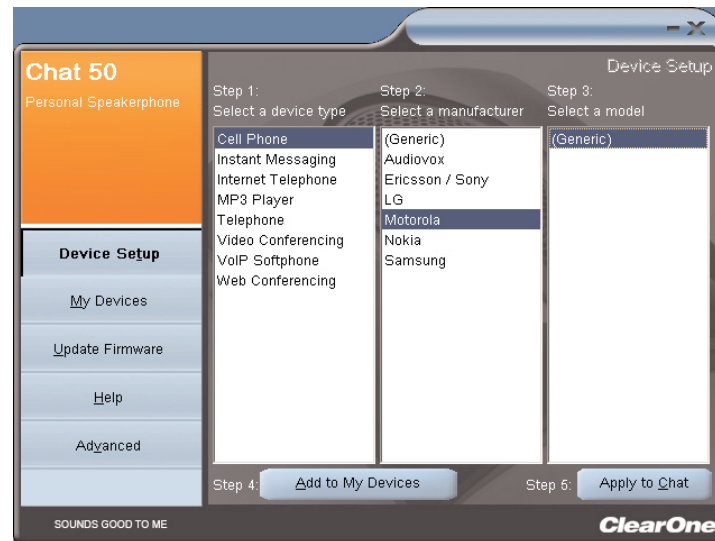 Chat 50
Personal Speakerphone
Device Setup
My Devices
Update Firmware
Help
Advanced
SOUNDS GOOD TO ME
Device Setup
Step 1:
Select a device type
Cell Phone
Instant Messaging
Internet Telephone
MP3 Player
Telephone
Video Conferencing
VoIP Softphone
Web Conferencing
Step 2:
Select a manufacturer
(Generic)
Audiovox
Ericsson / Sony
LG
Motorola
Nokia
Samsung
Step 3:
Select a model
(Generic)
Step 4: Add to My Devices
Step 5: Apply to Chat
ClearOne